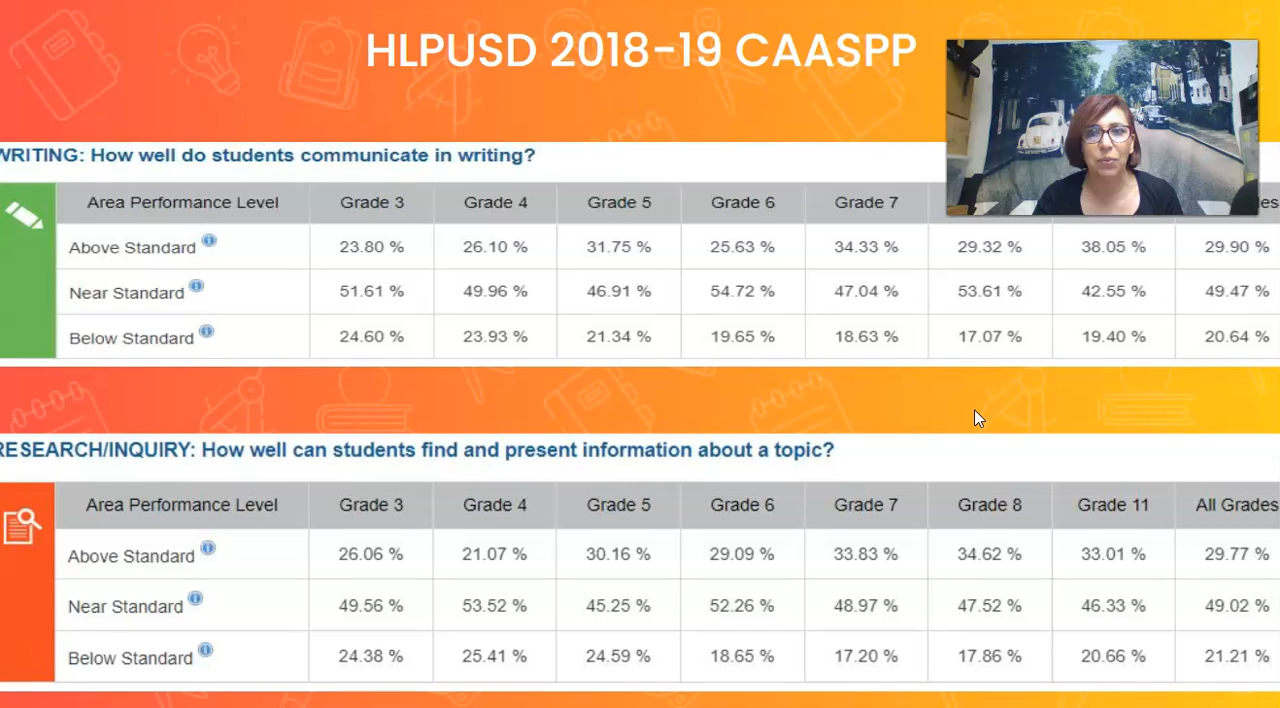 HLPUSD 2018-19 CAASPP
WRITING: How well do students communicate in writing?
Area Performance Level Grade 3 Grade 4 Grade 5 Grade 6 Grade 7
Above Standard 23.80 % 26.10 % 31.75 % 25.63 % 34.33 % 29.32 % 38.05 % 29.90 %
Near Standard 51.61 % 49.96 % 46.91 % 54.72 % 47.04 % 53.61 % 42.55 % 49.47 %
Below Standard 24.60 % 23.93 % 21.34 % 19.65 % 18.63 % 17.07 % 19.40 % 20.64 %
RESEARCH/INQUIRY: How well can students find and present information about a topic?
Area Performance Level Grade 3 Grade 4 Grade 5 Grade 6 Grade 7 Grade 8 Grade 11 All Grades
Above Standard 26.06 % 21.07 % 30.16 % 29.09 % 33.83 % 34.62 % 33.01 % 29.77 %
Near Standard 49.56 % 53.52 % 45.25 % 52.26 % 48.97 % 47.52 % 46.33 % 49.02 %
Below Standard 24.38 % 25.41 % 24.59 % 18.65 % 17.20 % 17.86 % 20.66 % 21.21 %